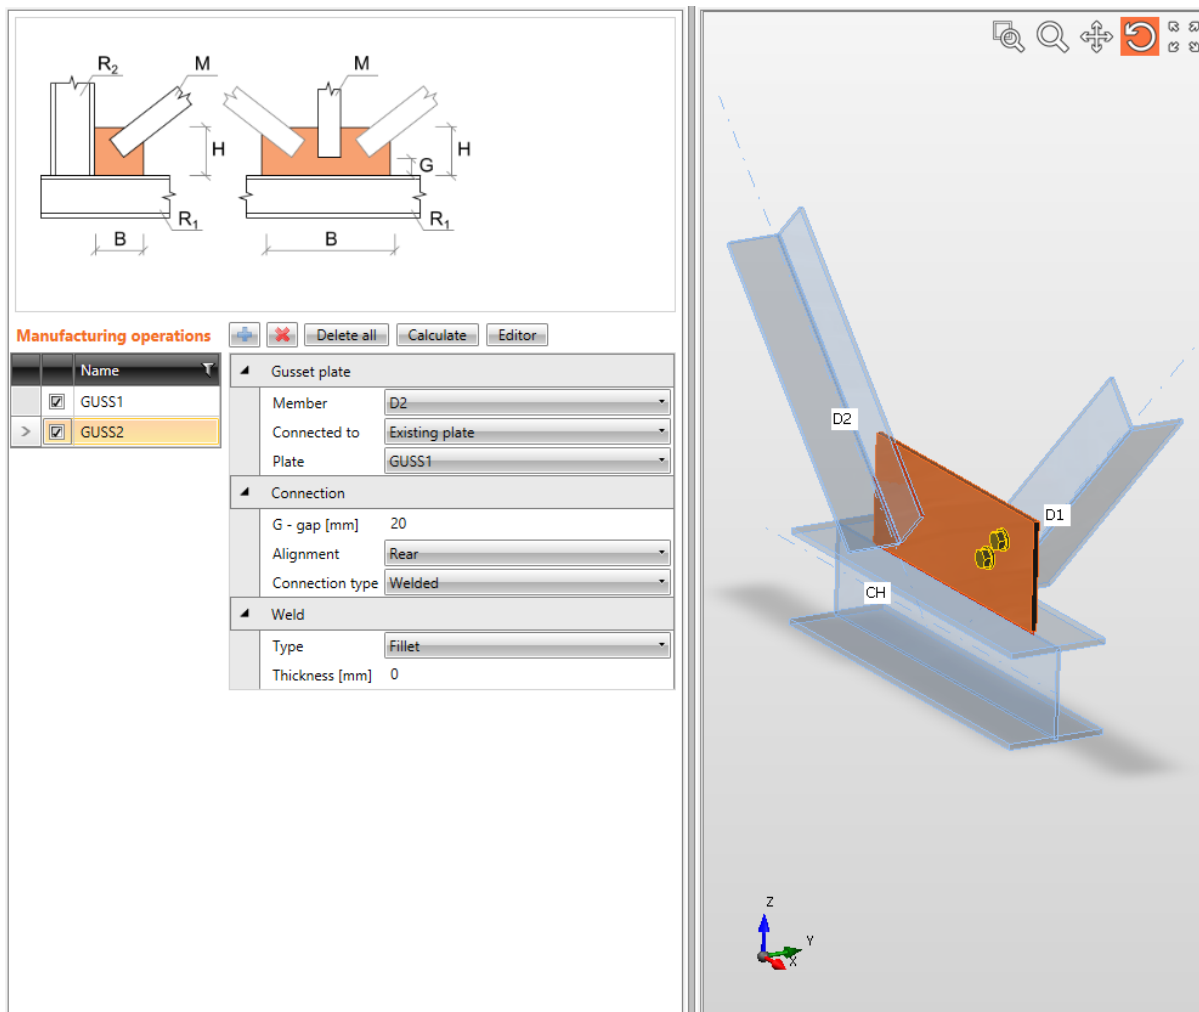 R2 M M
H G H
R1 R1
B B
Manufacturing operations Delete all Calculate Editor
Name
GUSS1
GUSS2
Gusset plate
Member D2
Connected to Existing plate
Plate GUSS1
Connection
G - gap [mm] 20
Alignment Rear
Connection type Welded
Weld
Type Fillet
Thickness [mm] 0
D2
D1
CH
Z
Y
X